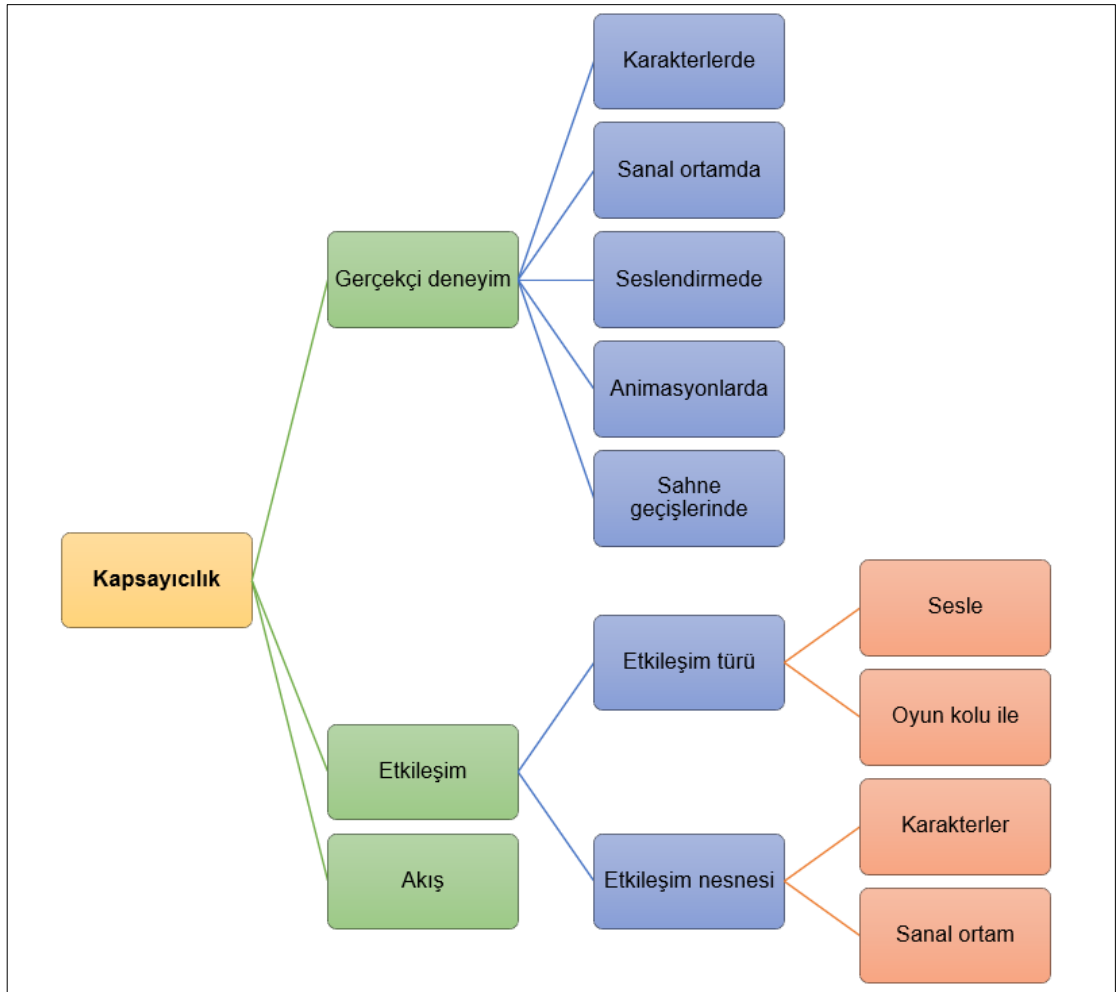 Kapsayıcılık
Gerçekçi deneyim
Karakterlerde
Sanal ortamda
Seslendirmede
Animasyonlarda
Sahne
geçişlerinde
Etkileşim
Etkileşim türü
Sesle
Oyun kolu ile
Etkileşim nesnesi
Karakterler
Sanal ortam
Akış